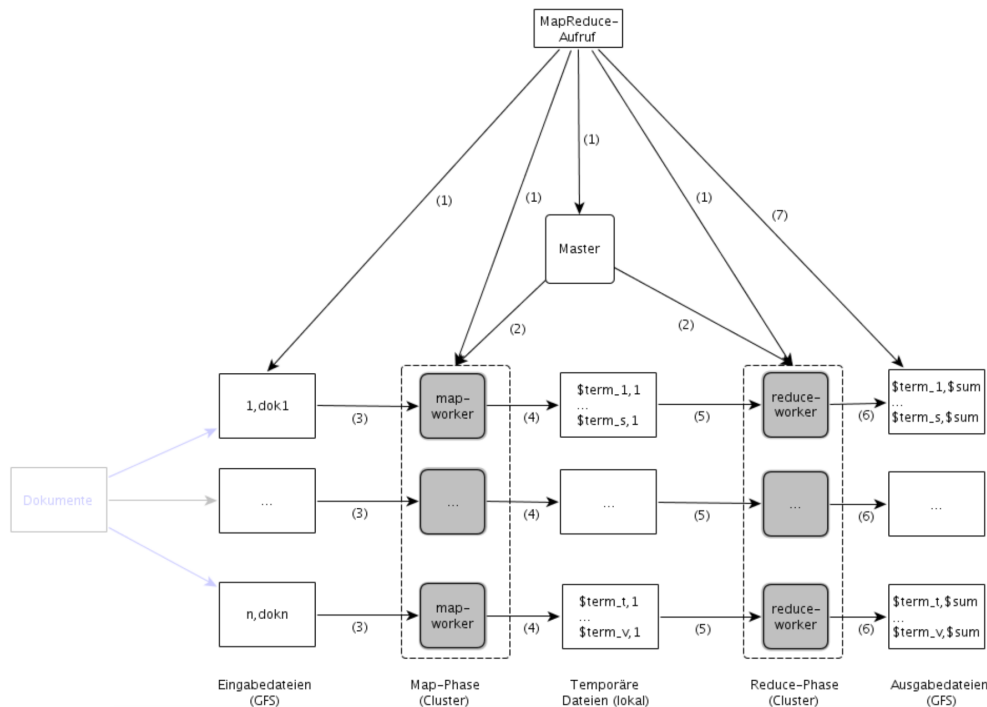 MapReduce-
Aufruf
(1)
(1)
(1)
(1)
(7)
Master
(2)
(2)
1,dok1
(3)
map-
worker
(4)
$term_1,1
...
$term_s,1
(5)
reduce-
worker
(6)
$term_1,$sum
...
$term_s,$sum
Dokumente
...
(3)
...
(4)
...
(5)
...
(6)
...
n,dokn
(3)
map-
worker
(4)
$term_t,1
...
$term_v,1
(5)
reduce-
worker
(6)
$term_t,$sum
...
$term_v,$sum
Eingabedateien
(GFS)
Map-Phase
(Cluster)
Temporäre
Dateien (lokal)
Reduce-Phase
(Cluster)
Ausgabedateien
(GFS)